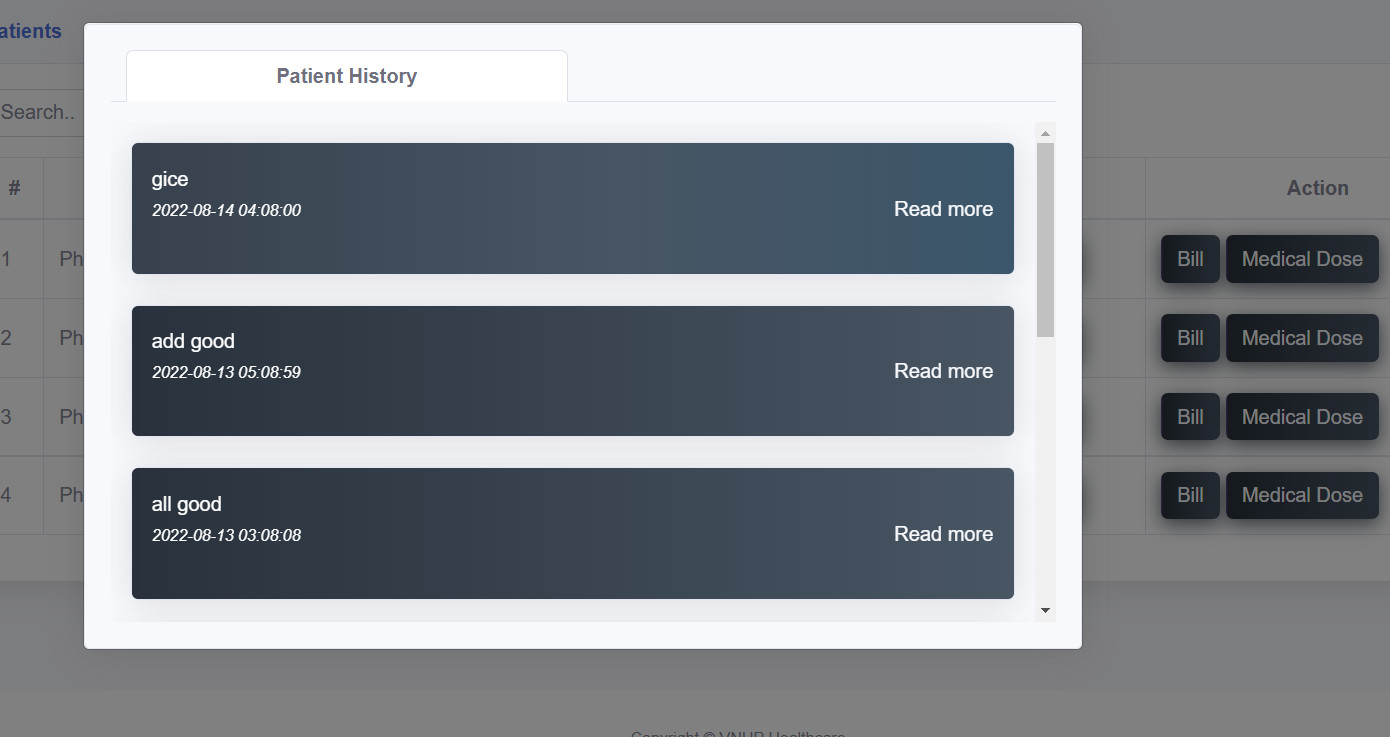 atients
Patient History
Search..
#
Action
gice
2022-08-14 04:08:00
Read more
1
Ph
Bill
Medical Dose
add good
2022-08-13 05:08:59
Read more
2
Ph
Bill
Medical Dose
3
Ph
Bill
Medical Dose
all good
2022-08-13 03:08:08
Read more
4
Ph
Bill
Medical Dose
Copyright ©